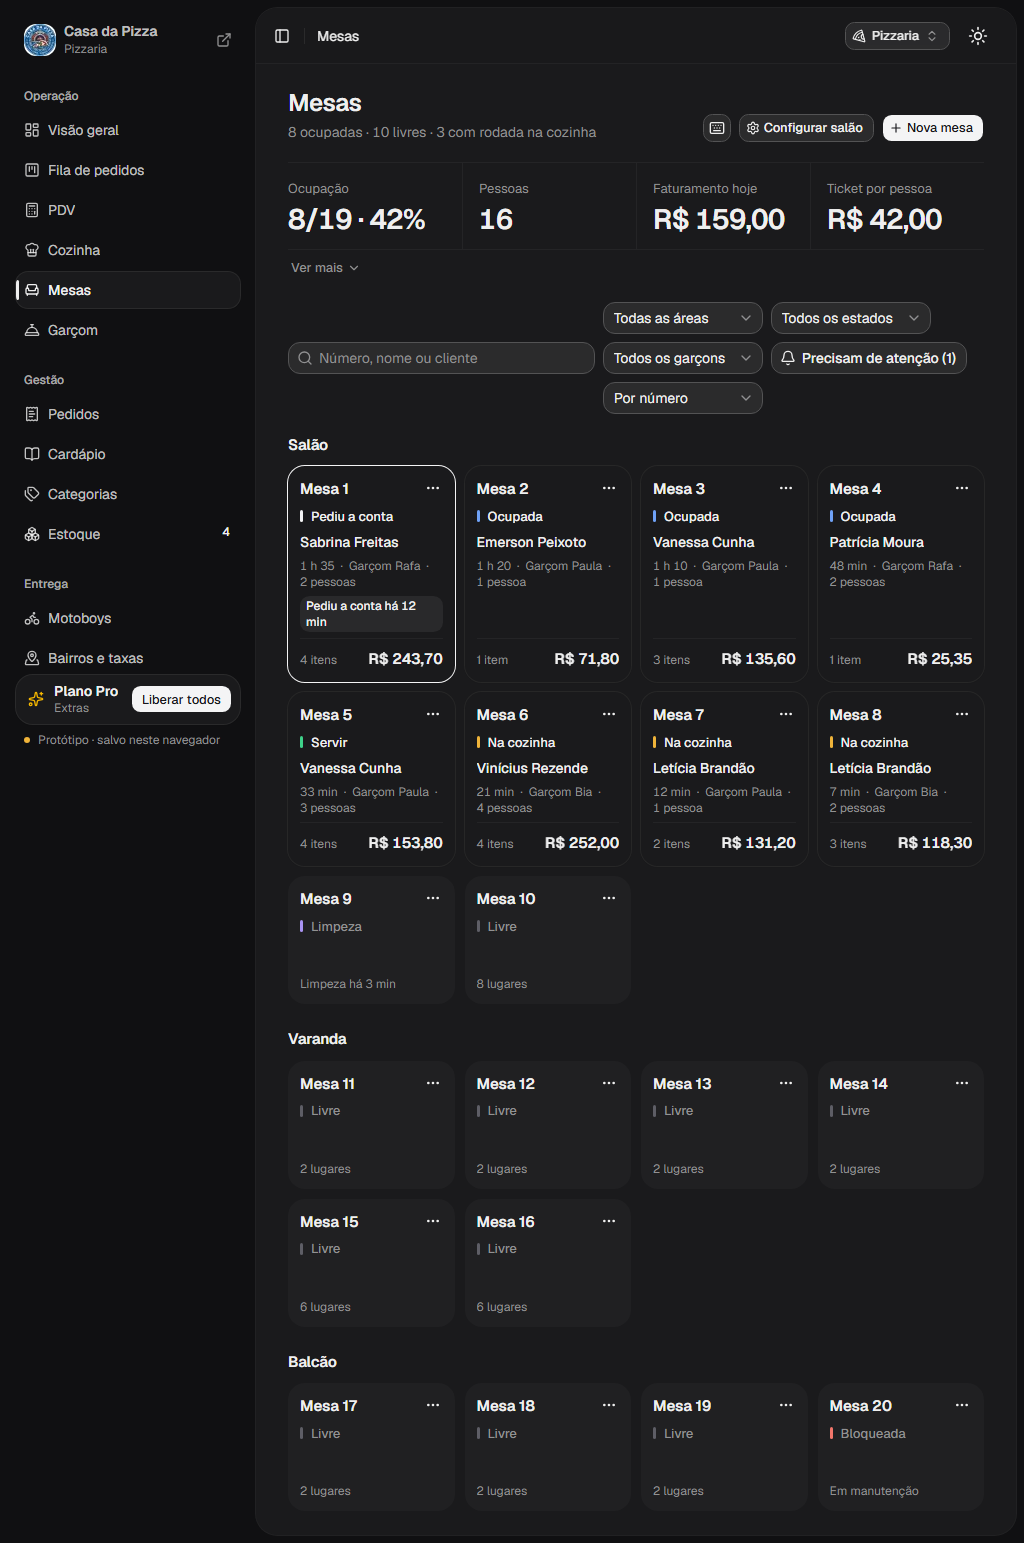 Casa da Pizza
Pizzaria
Operação
Visão geral
Fila de pedidos
PDV
Cozinha
Mesas
Garçom
Gestão
Pedidos
Cardápio
Categorias
Estoque 4
Entrega
Motoboys
Bairros e taxas
Plano Pro
Extras
Liberar todos
Protótipo · salvo neste navegador
Mesas
Pizzaria
Mesas
8 ocupadas · 10 livres · 3 com rodada na cozinha
Configurar salão
Nova mesa
Ocupação
8/19 · 42%
Pessoas
16
Faturamento hoje
R$ 159,00
Ticket por pessoa
R$ 42,00
Ver mais
Número, nome ou cliente
Todas as áreas
Todos os estados
Todos os garçons
Precisam de atenção (1)
Por número
Salão
Mesa 1
Pediu a conta
Sabrina Freitas
1 h 35 · Garçom Rafa ·
2 pessoas
Pediu a conta há 12
min
4 itens R$ 243,70
Mesa 2
Ocupada
Emerson Peixoto
1 h 20 · Garçom Paula ·
1 pessoa
1 item R$ 71,80
Mesa 3
Ocupada
Vanessa Cunha
1 h 10 · Garçom Paula ·
1 pessoa
3 itens R$ 135,60
Mesa 4
Ocupada
Patrícia Moura
48 min · Garçom Rafa ·
2 pessoas
1 item R$ 25,35
Mesa 5
Servir
Vanessa Cunha
33 min · Garçom Paula ·
3 pessoas
4 itens R$ 153,80
Mesa 6
Na cozinha
Vinícius Rezende
21 min · Garçom Bia ·
4 pessoas
4 itens R$ 252,00
Mesa 7
Na cozinha
Letícia Brandão
12 min · Garçom Paula ·
1 pessoa
2 itens R$ 131,20
Mesa 8
Na cozinha
Letícia Brandão
7 min · Garçom Bia ·
2 pessoas
3 itens R$ 118,30
Mesa 9
Limpeza
Limpeza há 3 min
Mesa 10
Livre
8 lugares
Varanda
Mesa 11
Livre
2 lugares
Mesa 12
Livre
2 lugares
Mesa 13
Livre
2 lugares
Mesa 14
Livre
2 lugares
Mesa 15
Livre
6 lugares
Mesa 16
Livre
6 lugares
Balcão
Mesa 17
Livre
2 lugares
Mesa 18
Livre
2 lugares
Mesa 19
Livre
2 lugares
Mesa 20
Bloqueada
Em manutenção